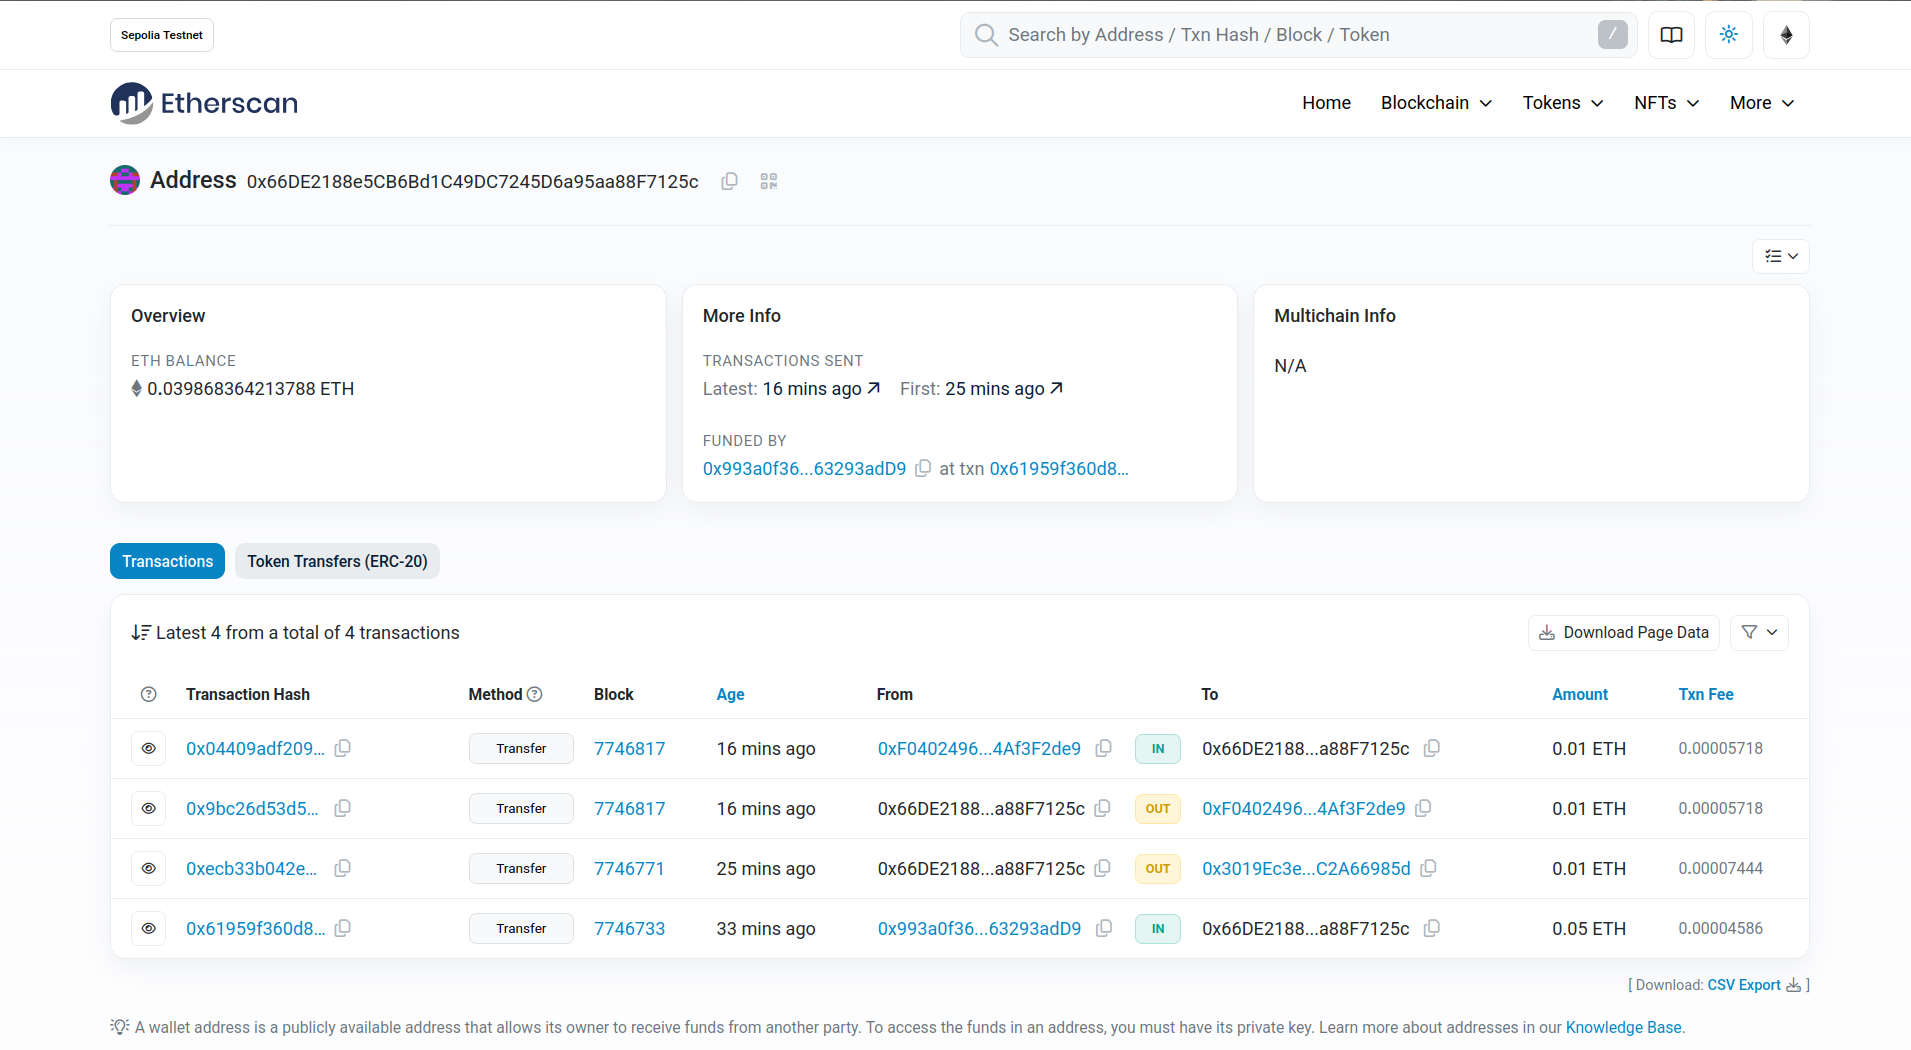 Sepolia Testnet
Search by Address / Txn Hash / Block / Token /
Etherscan
Home Blockchain Tokens NFTs More
Address 0x66DE2188e5CB6Bd1C49DC7245D6a95aa88F7125c
Overview
ETH BALANCE
0.039868364213788 ETH
More Info
TRANSACTIONS SENT
Latest: 16 mins ago First: 25 mins ago
FUNDED BY
0x993a0f36...63293adD9 at txn 0x61959f360d8...
Multichain Info
N/A
Transactions Token Transfers (ERC-20)
Latest 4 from a total of 4 transactions
Download Page Data
Transaction Hash Method Block Age From To Amount Txn Fee
0x04409adf209... Transfer 7746817 16 mins ago 0xF0402496...4Af3F2de9 IN 0x66DE2188...a88F7125c 0.01 ETH 0.00005718
0x9bc26d53d5... Transfer 7746817 16 mins ago 0x66DE2188...a88F7125c OUT 0xF0402496...4Af3F2de9 0.01 ETH 0.00005718
0xecb33b042e... Transfer 7746771 25 mins ago 0x66DE2188...a88F7125c OUT 0x3019Ec3e...C2A66985d 0.01 ETH 0.00007444
0x61959f360d8... Transfer 7746733 33 mins ago 0x993a0f36...63293adD9 IN 0x66DE2188...a88F7125c 0.05 ETH 0.00004586
[ Download: CSV Export ]
A wallet address is a publicly available address that allows its owner to receive funds from another party. To access the funds in an address, you must have its private key. Learn more about addresses in our Knowledge Base.